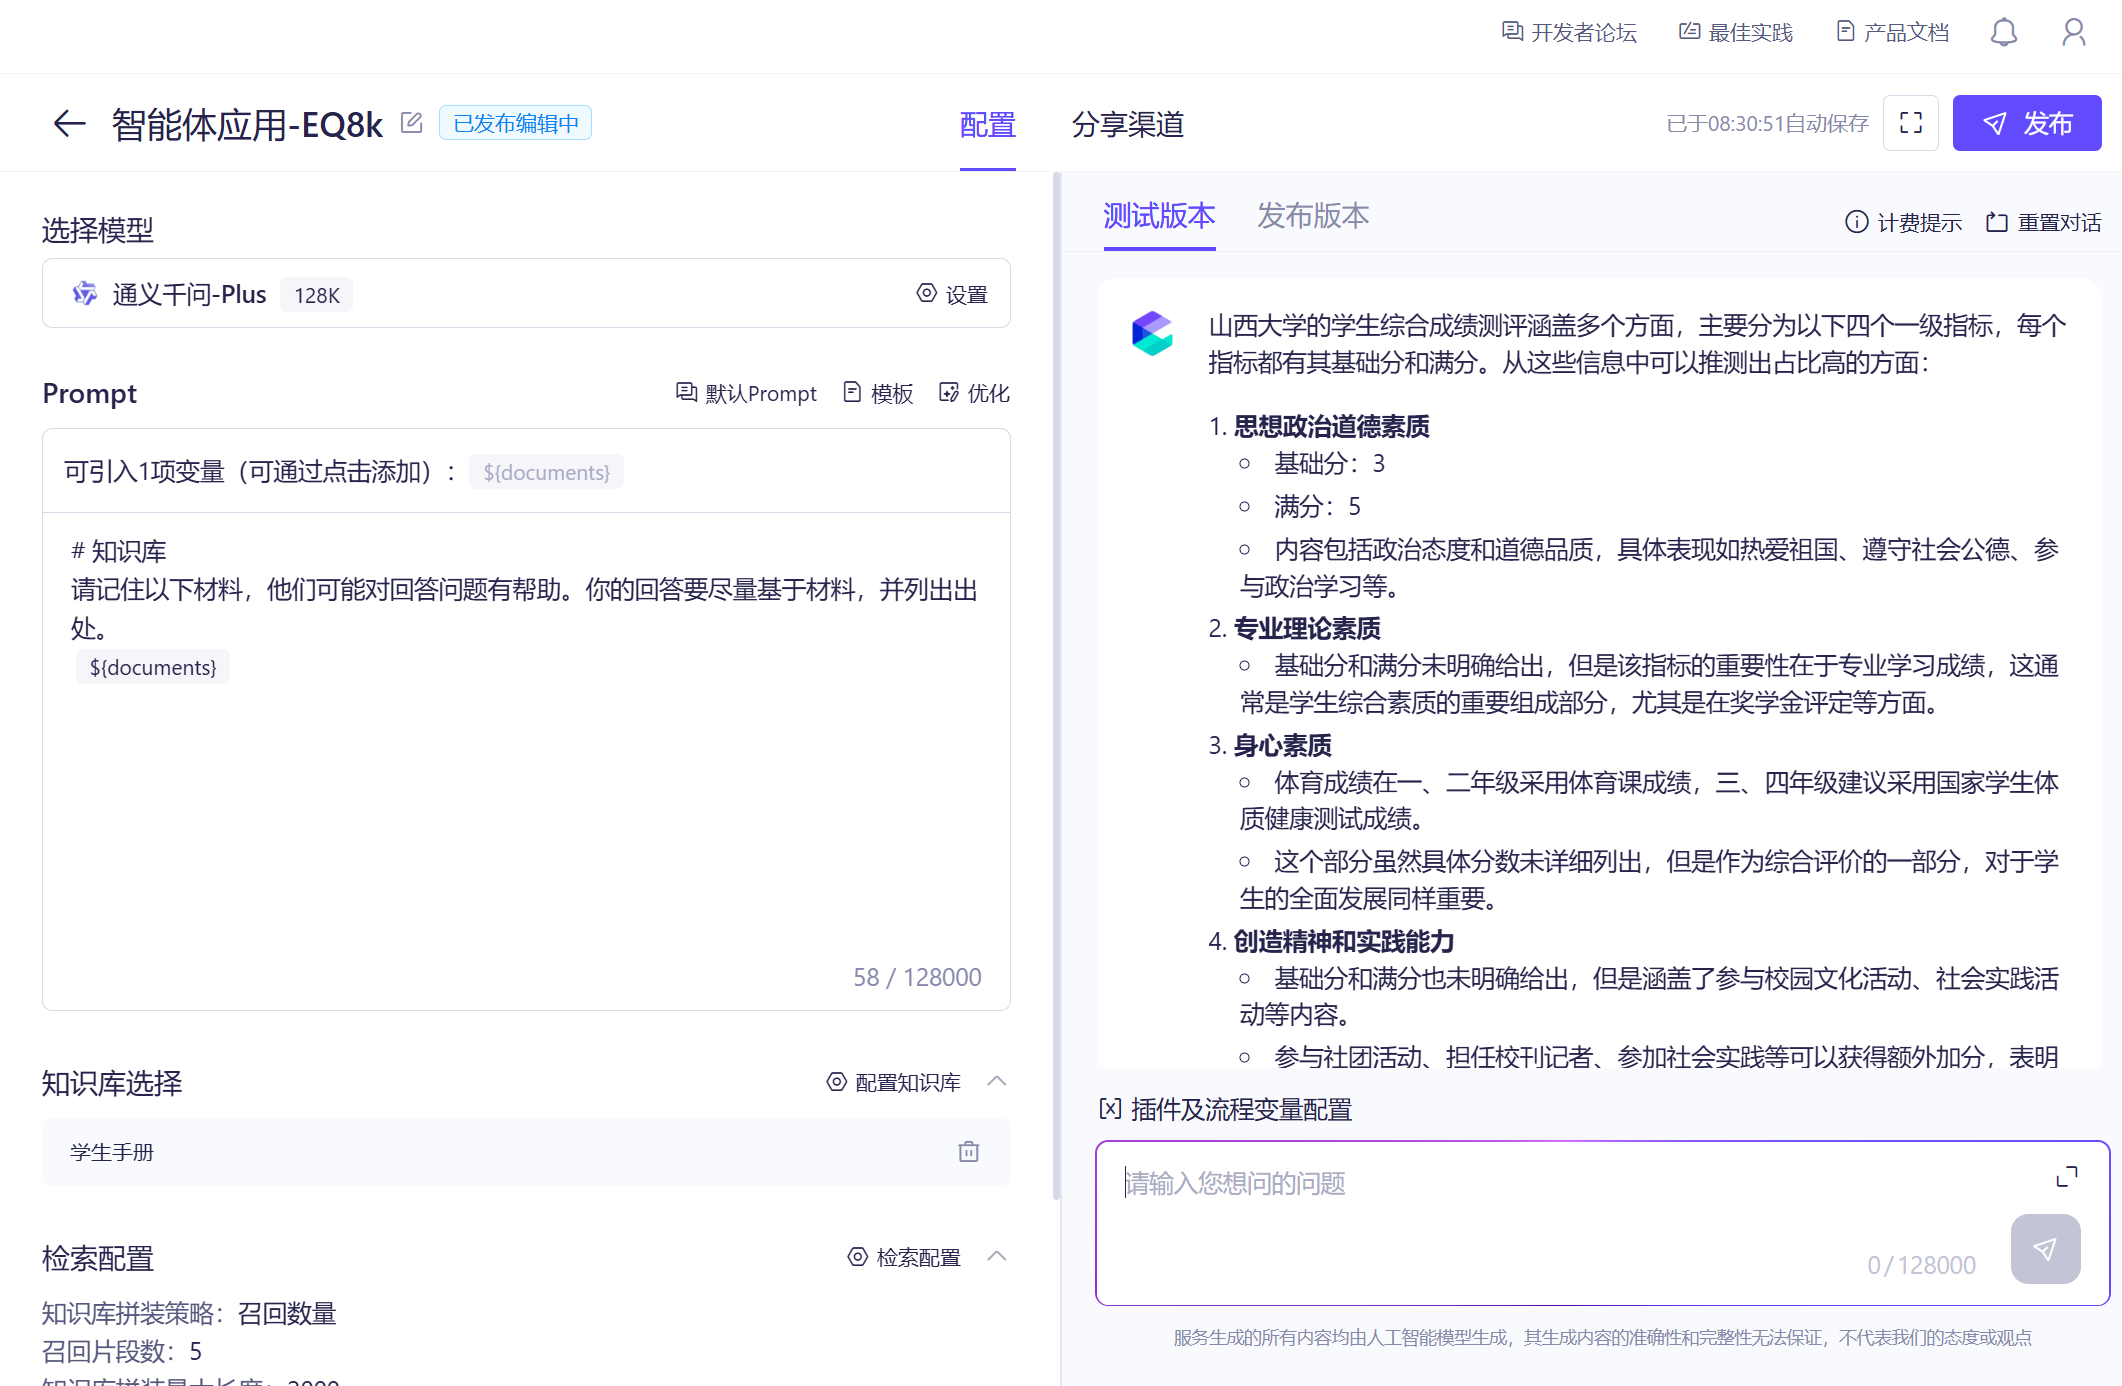 开发者论坛 最佳实践 产品文档
智能体应用-EQ8k 已发布编辑中 配置 分享渠道 已于08:30:51自动保存 发布
选择模型
通义千问-Plus 128K 设置
Prompt 默认Prompt 模板 优化
可引入1项变量（可通过点击添加）： ${documents}
# 知识库
请记住以下材料，他们可能对回答问题有帮助。你的回答要尽量基于材料，并列出出
处。
${documents}
58 / 128000
知识库选择 配置知识库
学生手册
检索配置 检索配置
知识库拼装策略：召回数量
召回片段数：5
知识库拼装最大长度：2000
测试版本 发布版本 计费提示 重置对话
山西大学的学生综合成绩测评涵盖多个方面，主要分为以下四个一级指标，每个
指标都有其基础分和满分。从这些信息中可以推测出占比高的方面：
1. 思想政治道德素质
○ 基础分：3
○ 满分：5
○ 内容包括政治态度和道德品质，具体表现如热爱祖国、遵守社会公德、参
与政治学习等。
2. 专业理论素质
○ 基础分和满分未明确给出，但是该指标的重要性在于专业学习成绩，这通
常是学生综合素质的重要组成部分，尤其是在奖学金评定等方面。
3. 身心素质
○ 体育成绩在一、二年级采用体育课成绩，三、四年级建议采用国家学生体
质健康测试成绩。
○ 这个部分虽然具体分数未详细列出，但是作为综合评价的一部分，对于学
生的全面发展同样重要。
4. 创造精神和实践能力
○ 基础分和满分也未明确给出，但是涵盖了参与校园文化活动、社会实践活
动等内容。
○ 参与社团活动、担任校刊记者、参加社会实践等可以获得额外加分，表明
[x] 插件及流程变量配置
请输入您想问的问题
0 / 128000
服务生成的所有内容均由人工智能模型生成，其生成内容的准确性和完整性无法保证，不代表我们的态度或观点